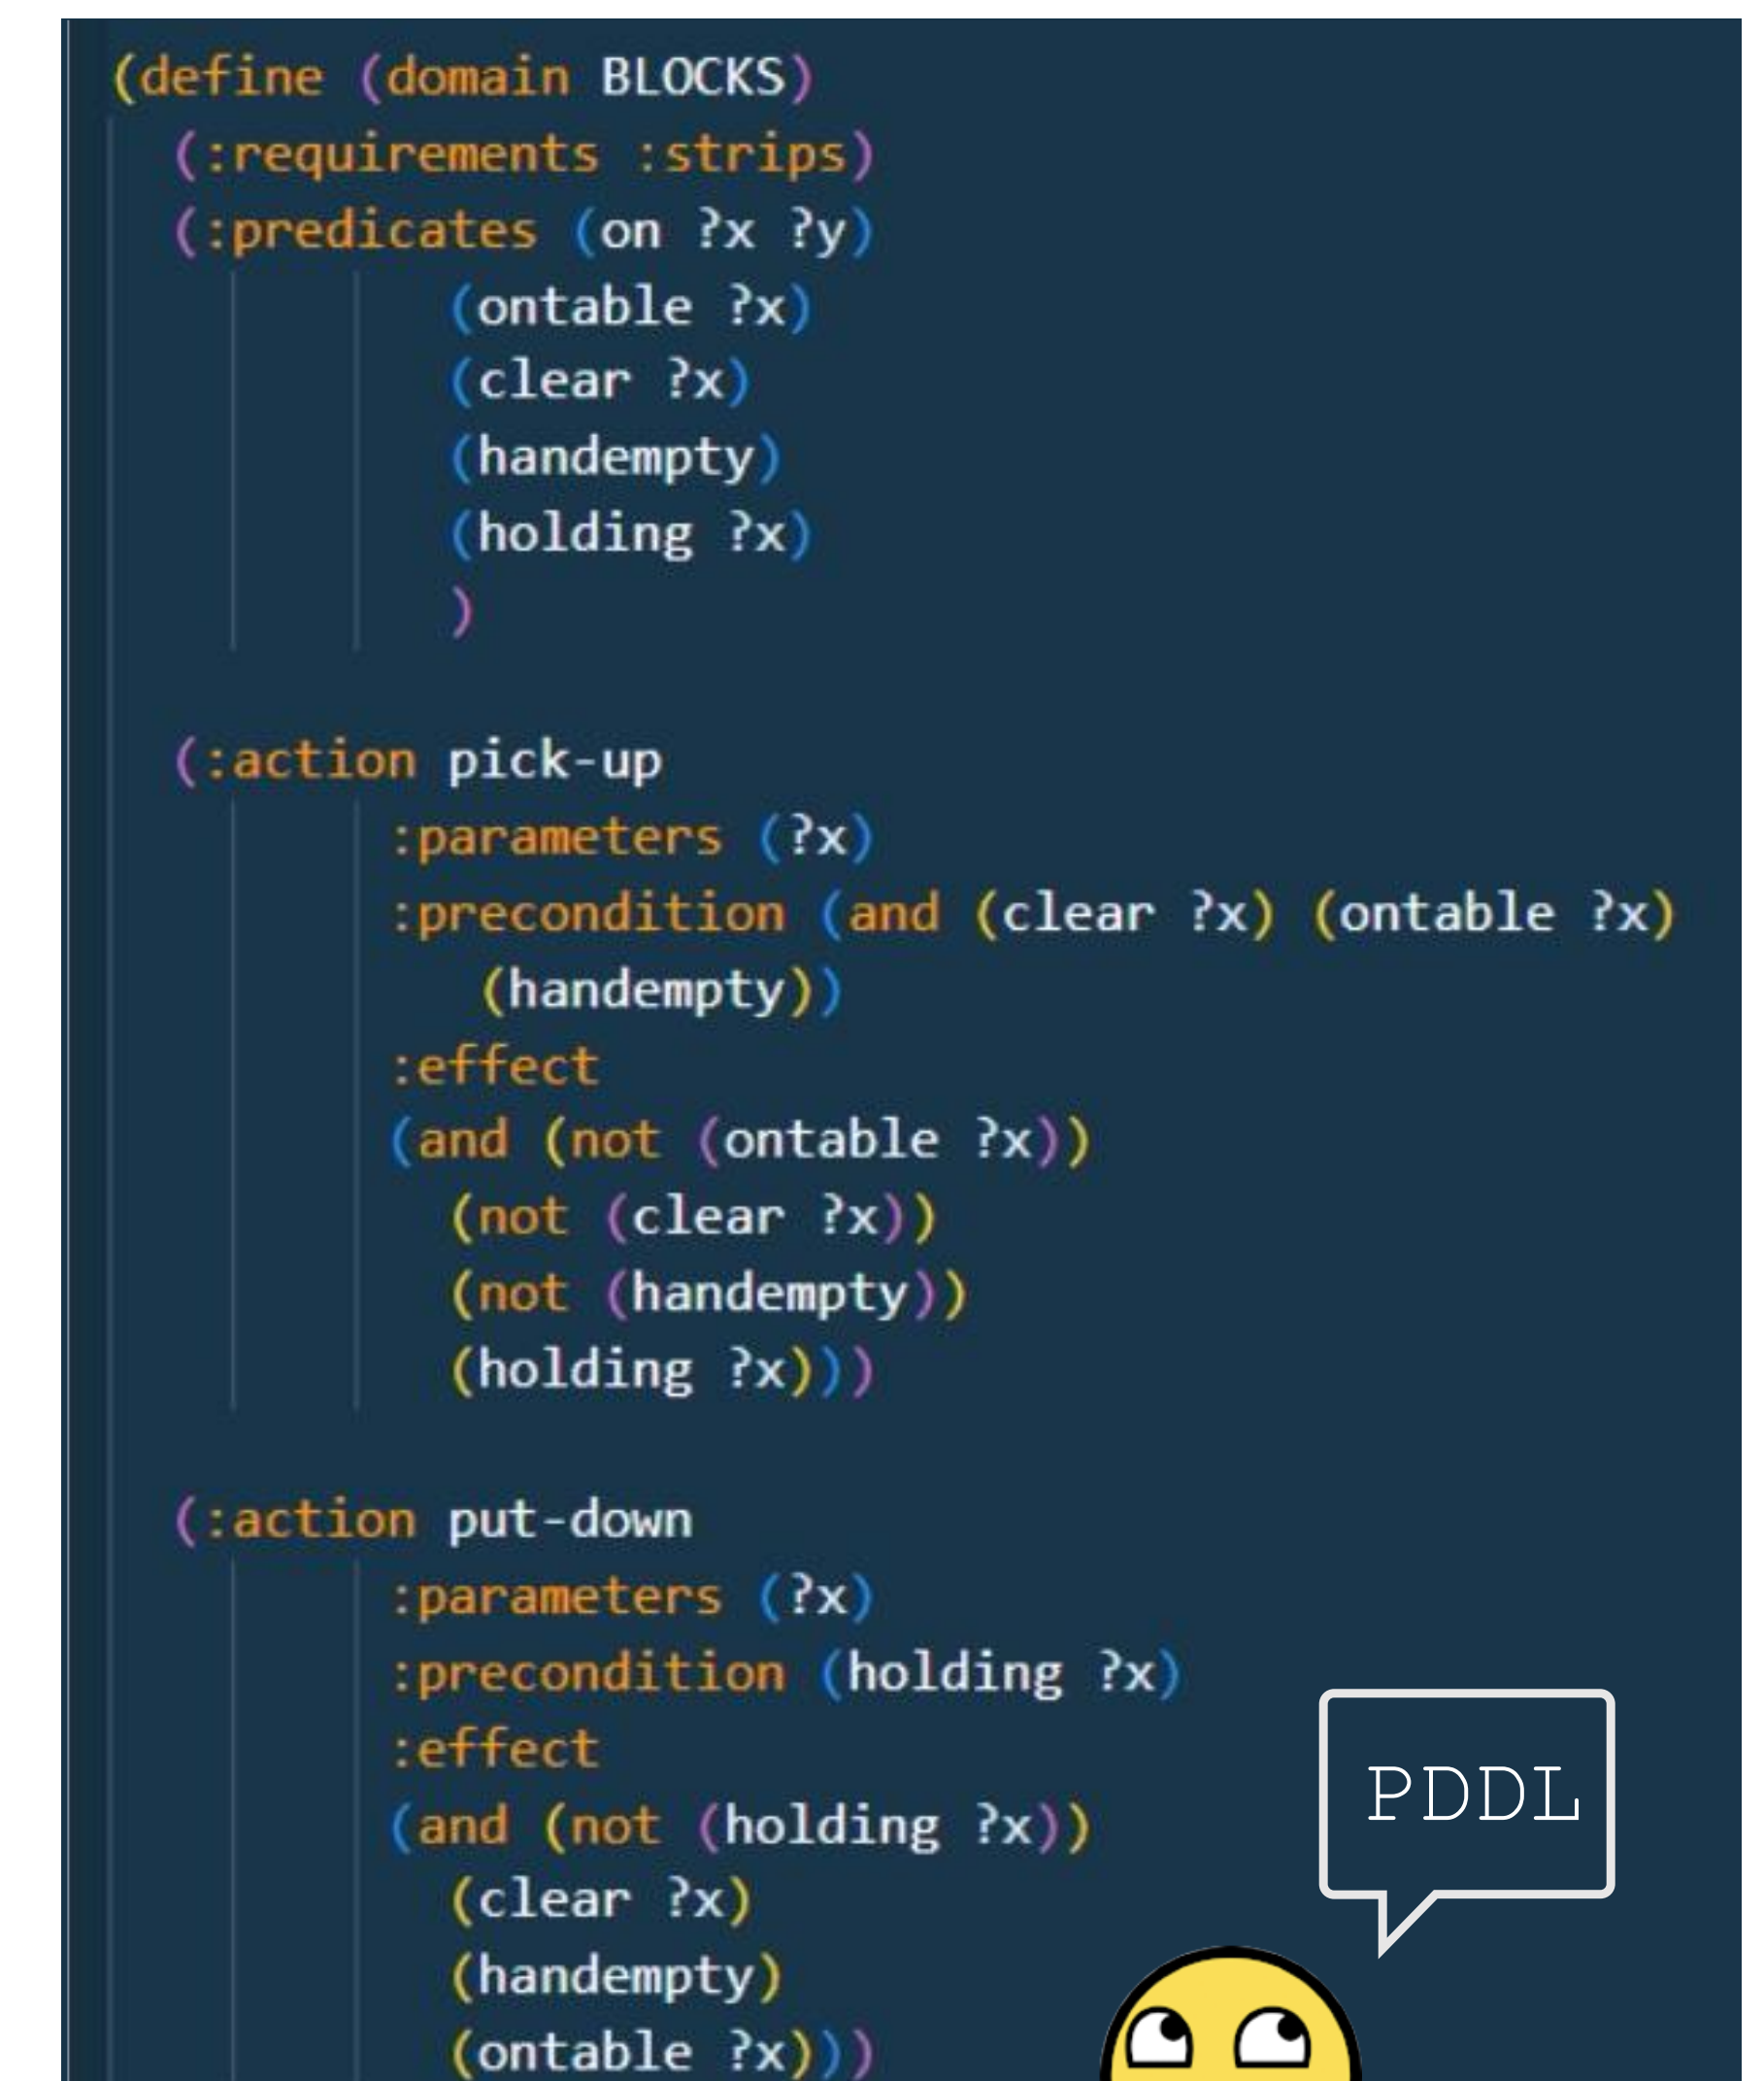 (define (domain BLOCKS)
(:requirements :strips)
(:predicates (on ?x ?y)
(ontable ?x)
(clear ?x)
(handempty)
(holding ?x)
)
(:action pick-up
:parameters (?x)
:precondition (and (clear ?x) (ontable ?x)
(handempty))
:effect
(and (not (ontable ?x))
(not (clear ?x))
(not (handempty))
(holding ?x)))
(:action put-down
:parameters (?x)
:precondition (holding ?x)
:effect
(and (not (holding ?x))
(clear ?x)
(handempty)
(ontable ?x)))
PDDL